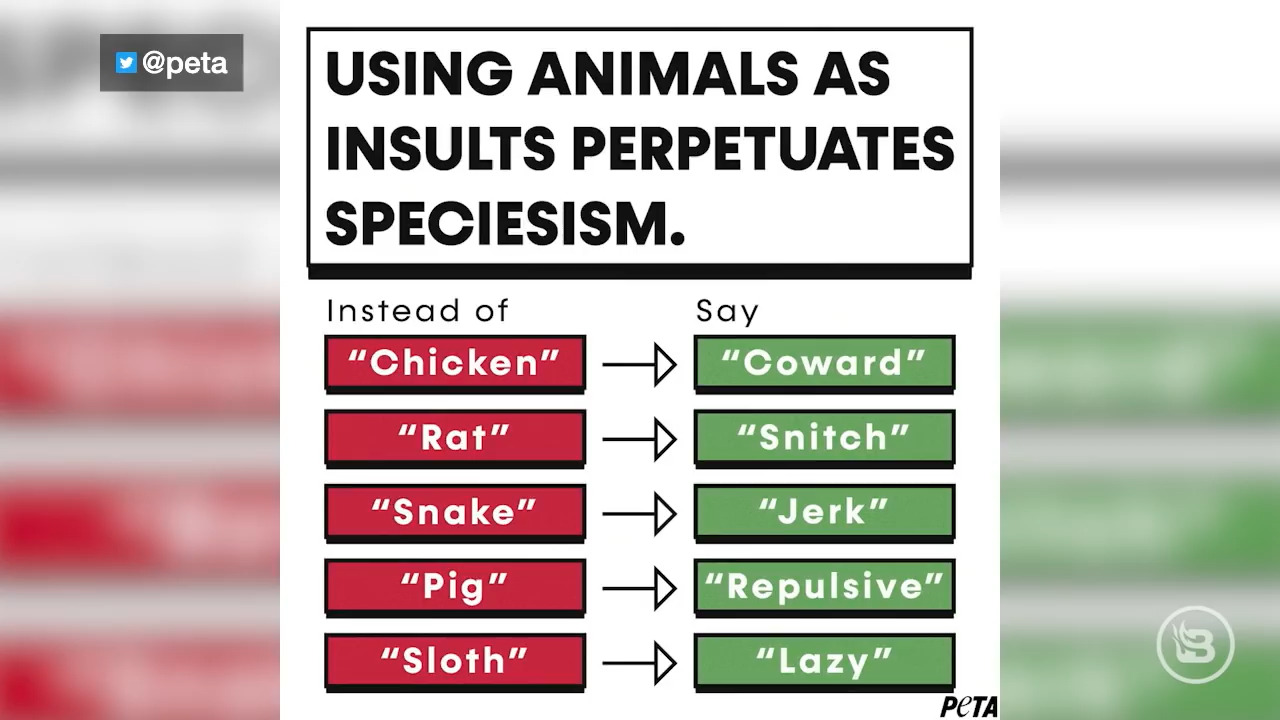 @peta
USING ANIMALS AS
INSULTS PERPETUATES
SPECIESISM.
Instead of Say
“Chicken” “Coward”
“Rat” “Snitch”
“Snake” “Jerk”
“Pig” “Repulsive”
“Sloth” “Lazy”
PeTA
B